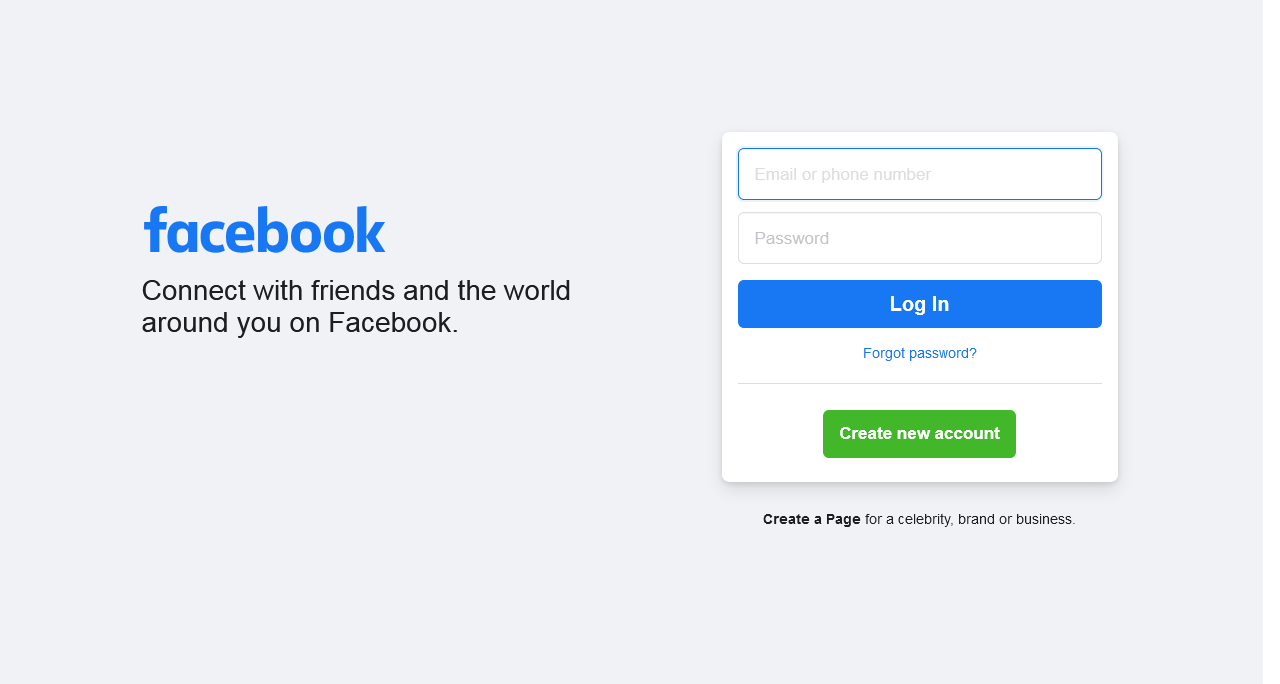 facebook
Connect with friends and the world
around you on Facebook.
Email or phone number
Password
Log In
Forgot password?
Create new account
Create a Page for a celebrity, brand or business.